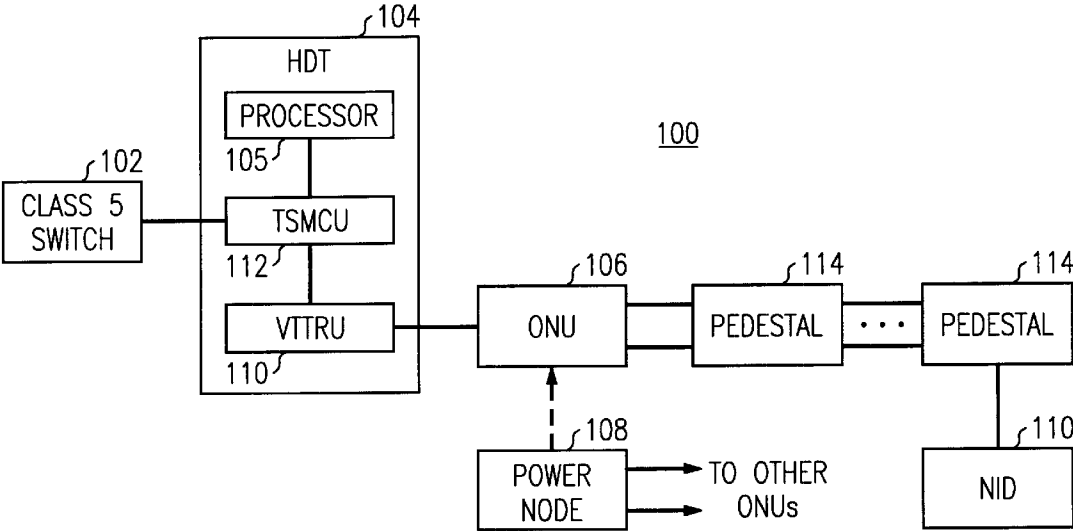 104
HDT
PROCESSOR
105
100
102
CLASS 5
SWITCH
TSMCU
112
106
114
114
VTTRU
110
ONU
PEDESTAL
...
PEDESTAL
108
110
POWER
NODE
TO OTHER
ONUs
NID